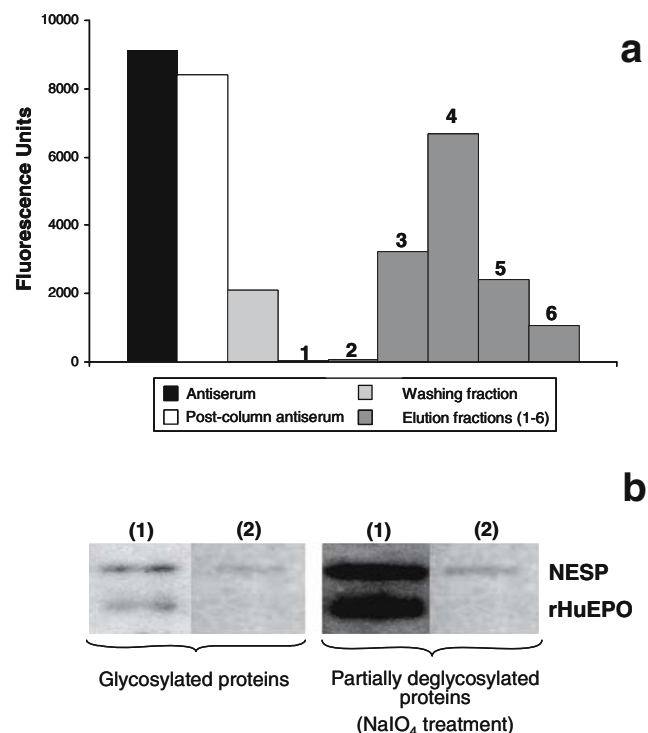 a
10000
8000
6000
4000
2000
0
Fluorescence Units
1
2
3
4
5
6
Antiserum
Washing fraction
Post-column antiserum
Elution fractions (1-6)
b
(1) (2) (1) (2)
NESP
rHuEPO
Glycosylated proteins
Partially deglycosylated
proteins
(NaIO₄ treatment)